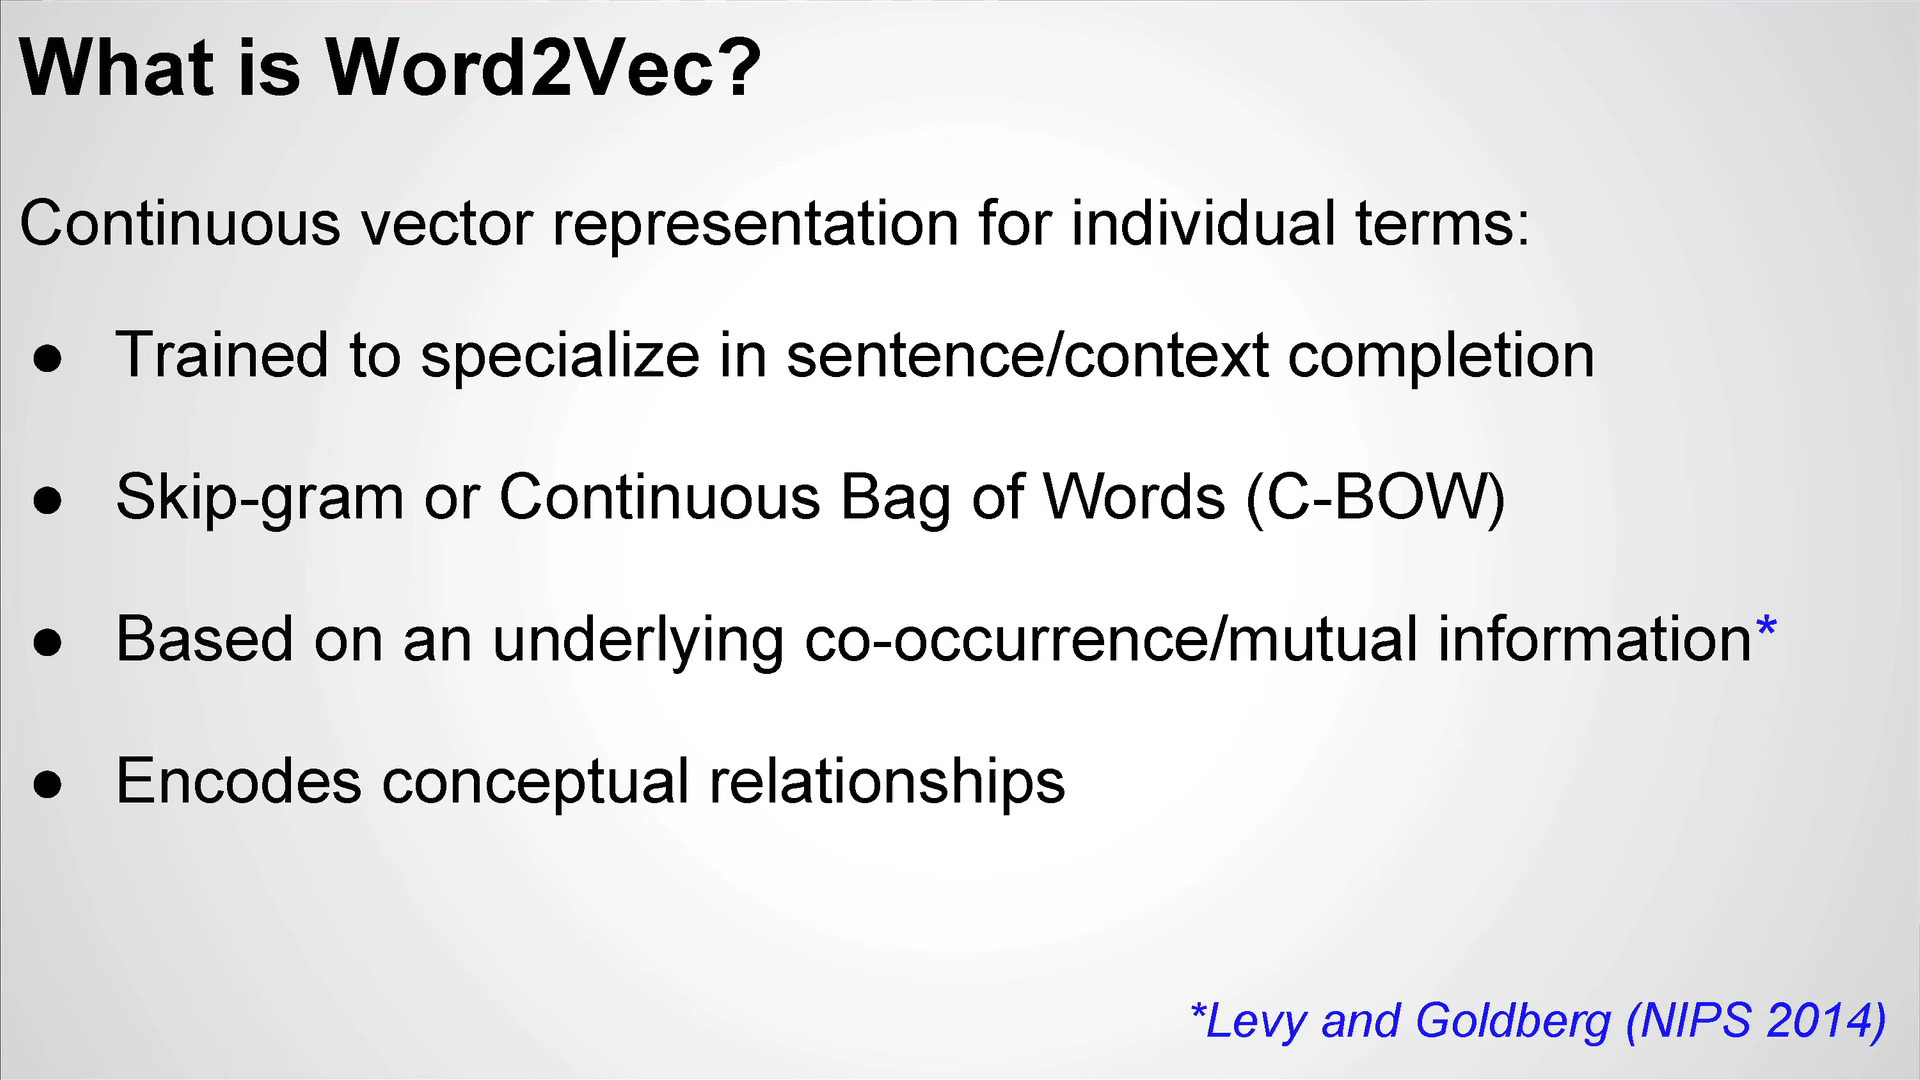 What is Word2Vec?
Continuous vector representation for individual terms:
● Trained to specialize in sentence/context completion
● Skip-gram or Continuous Bag of Words (C-BOW)
● Based on an underlying co-occurrence/mutual information*
● Encodes conceptual relationships
*Levy and Goldberg (NIPS 2014)